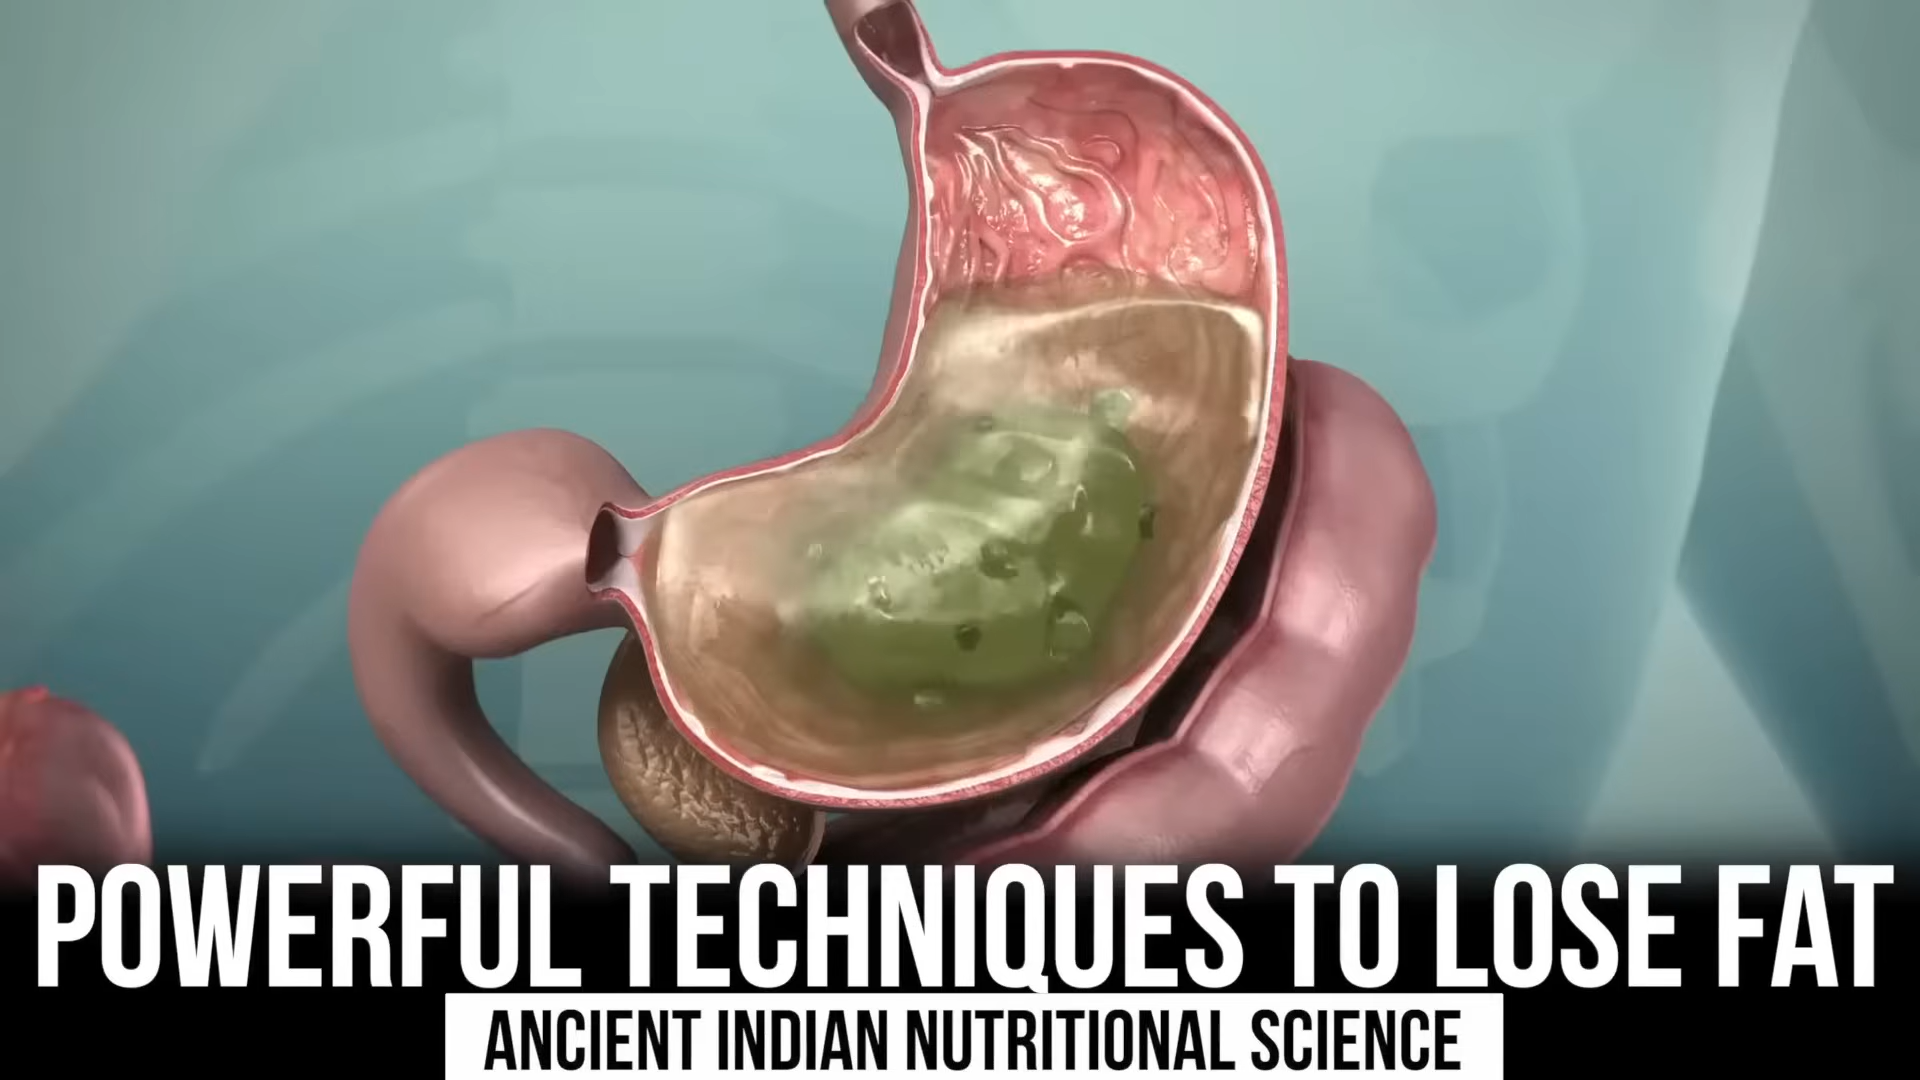 POWERFUL TECHNIQUES TO LOSE FAT
ANCIENT INDIAN NUTRITIONAL SCIENCE